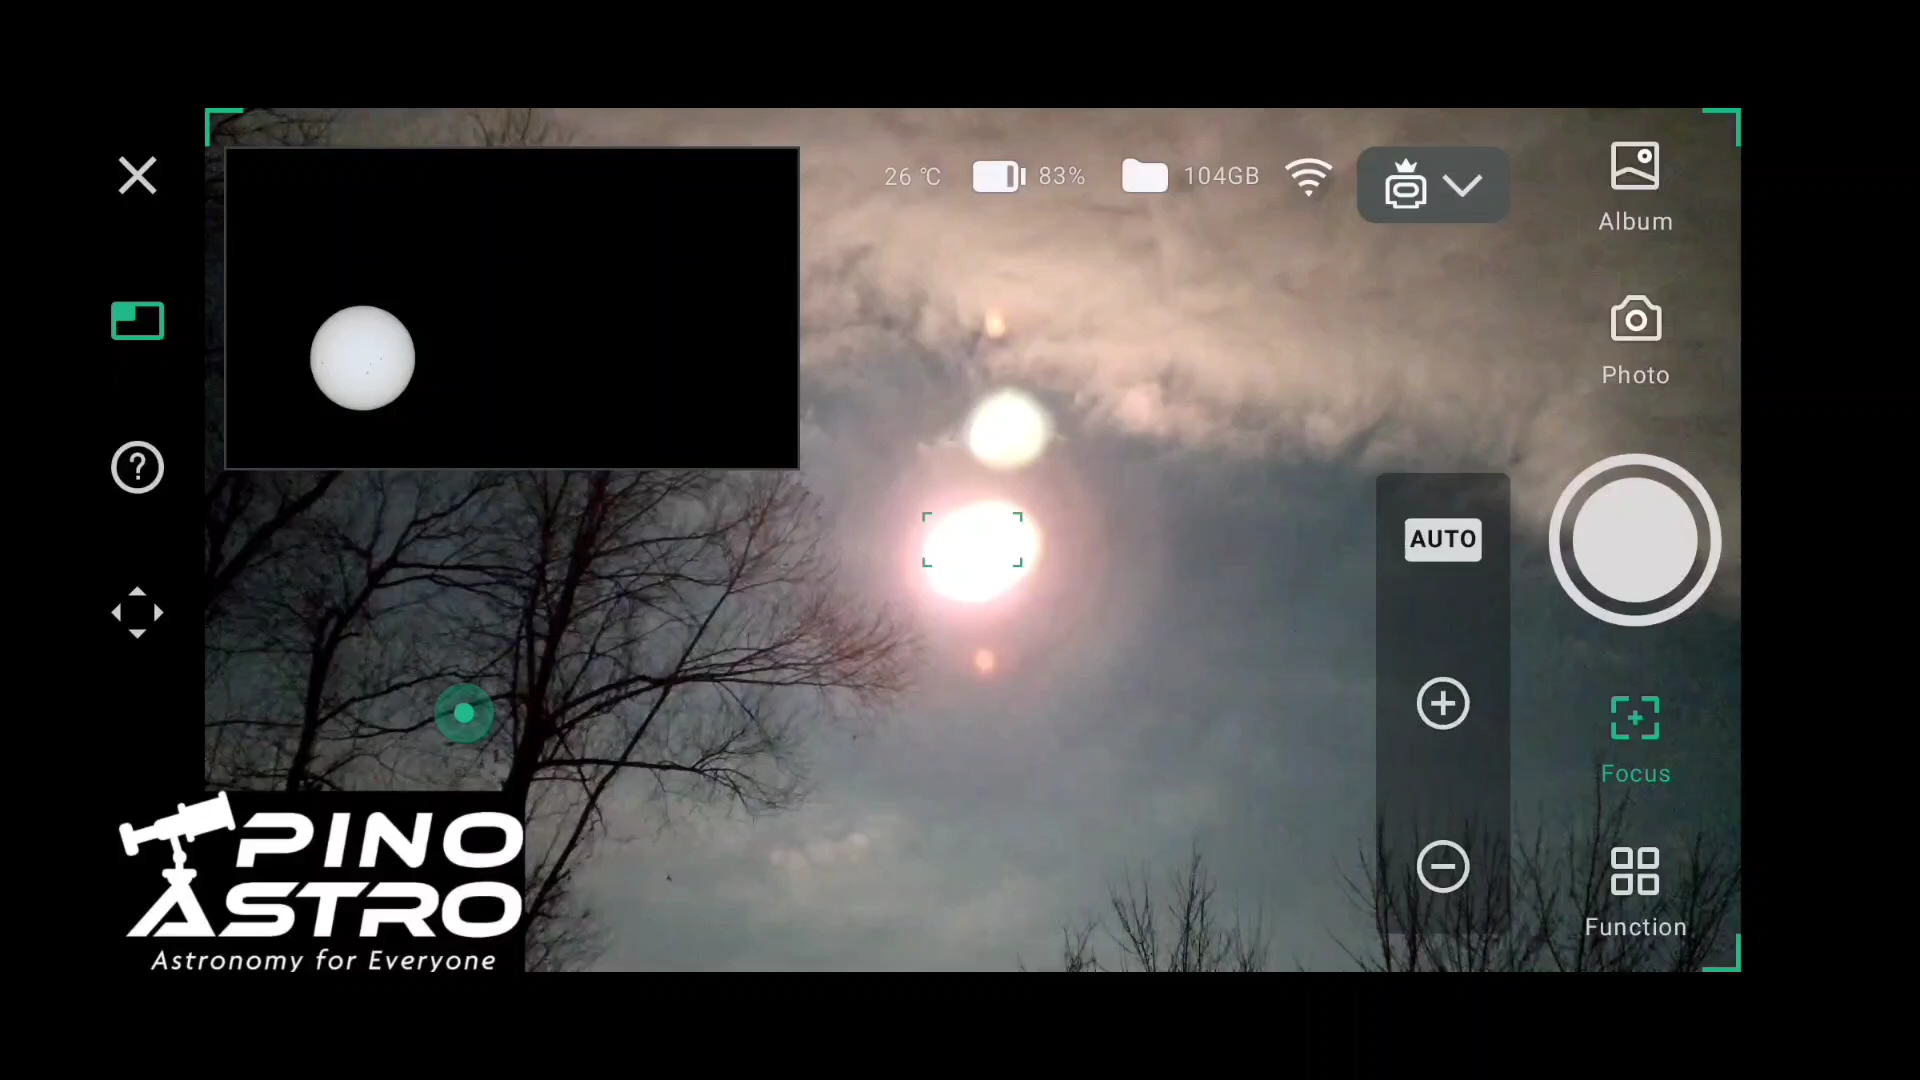 26 °C 83% 104GB
Album
Photo
AUTO
Focus
Function
PINO
ASTRO
Astronomy for Everyone